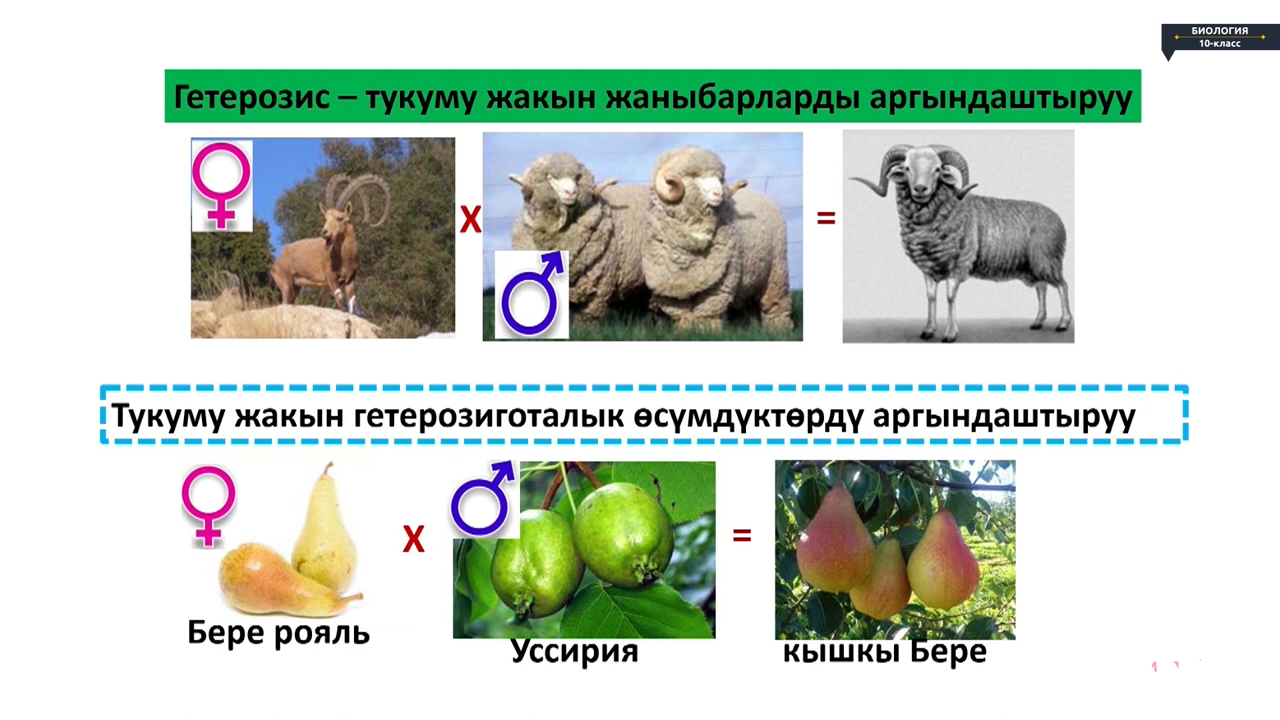 БИОЛОГИЯ
10-класс
Гетерозис – тукуму жакын жаныбарларды аргындаштыруу
X
=
Тукуму жакын гетерозиготалык өсүмдүктөрдү аргындаштыруу
X
=
Бере рояль
Уссирия
кышкы Бере